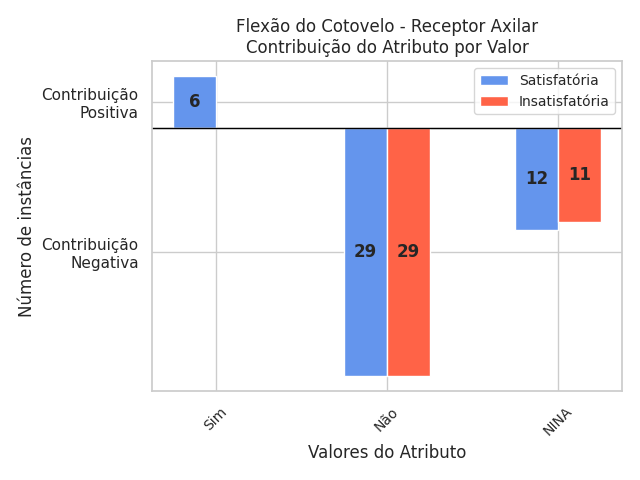 Flexão do Cotovelo - Receptor Axilar
Contribuição do Atributo por Valor
Satisfatória
Insatisfatória
Contribuição
Positiva
Contribuição
Negativa
Número de instâncias
6
29
29
12
11
Sim
Não
NINA
Valores do Atributo